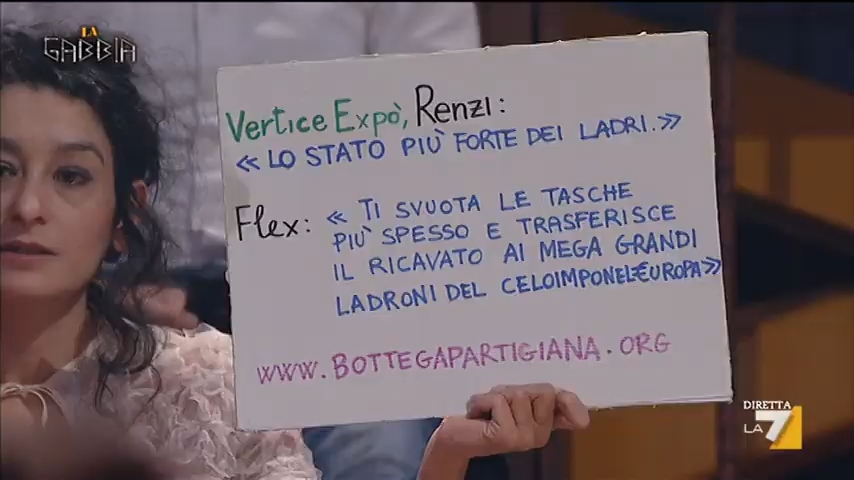 LA
GABBIA
Vertice Expò, Renzi:
« LO STATO PIÙ FORTE DEI LADRI.»
Flex: « TI SVUOTA LE TASCHE
PIÙ SPESSO E TRASFERISCE
IL RICAVATO AI MEGA GRANDI
LADRONI DEL CELOIMPONEL€UROPA»
WWW.BOTTEGAPARTIGIANA.ORG
DIRETTA
LA7